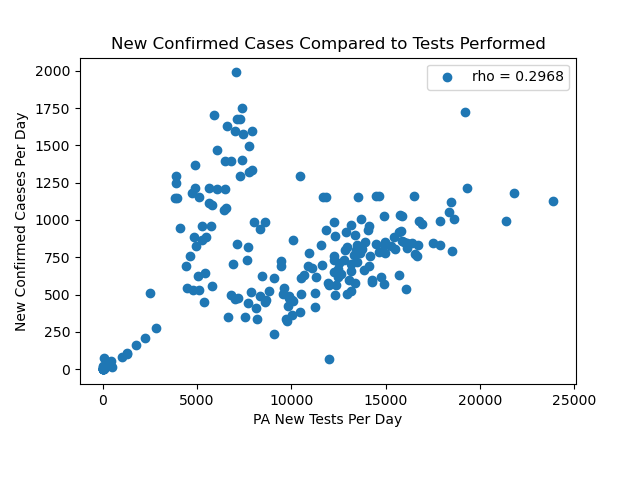 New Confirmed Cases Compared to Tests Performed
rho = 0.2968
New Confirmed Caeses Per Day
2000
1750
1500
1250
1000
750
500
250
0
0 5000 10000 15000 20000 25000
PA New Tests Per Day